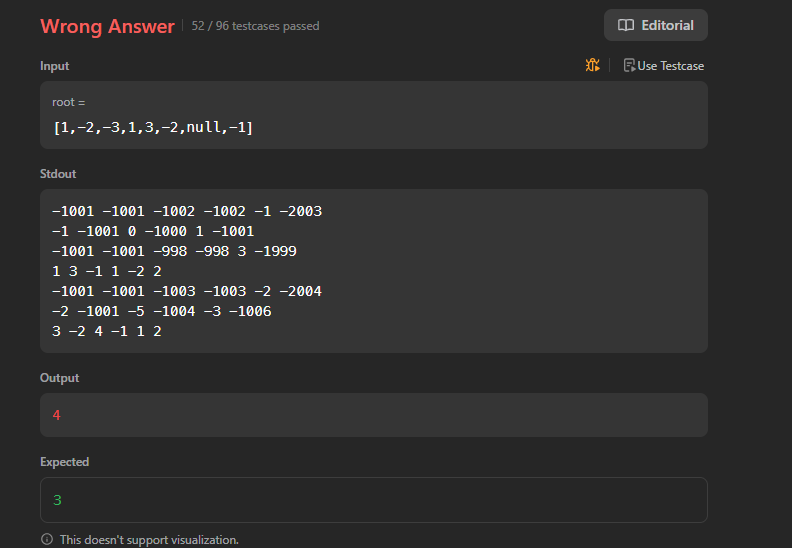 Wrong Answer 52 / 96 testcases passed Editorial
Input Use Testcase
root =
[1,−2,−3,1,3,−2,null,−1]
Stdout
−1001 −1001 −1002 −1002 −1 −2003
−1 −1001 0 −1000 1 −1001
−1001 −1001 −998 −998 3 −1999
1 3 −1 1 −2 2
−1001 −1001 −1003 −1003 −2 −2004
−2 −1001 −5 −1004 −3 −1006
3 −2 4 −1 1 2
Output
4
Expected
3
This doesn't support visualization.